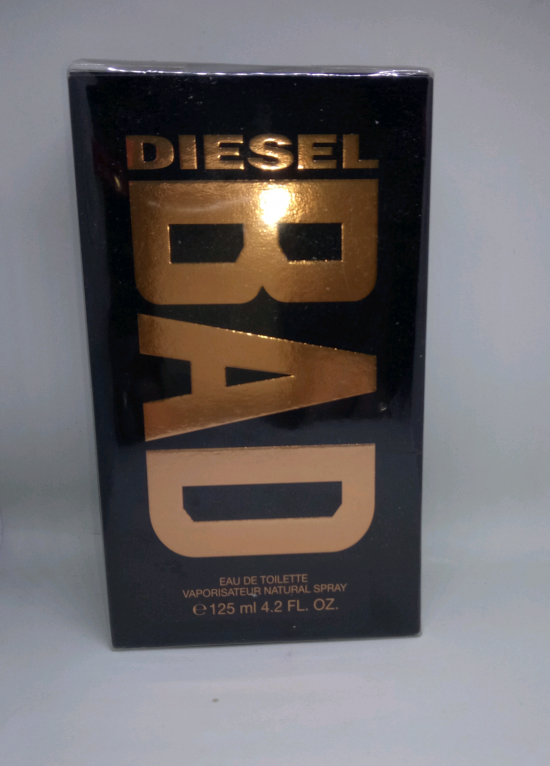 DIESEL
BAD
EAU DE TOILETTE
VAPORISATEUR NATURAL SPRAY
℮ 125 ml 4.2 FL. OZ.